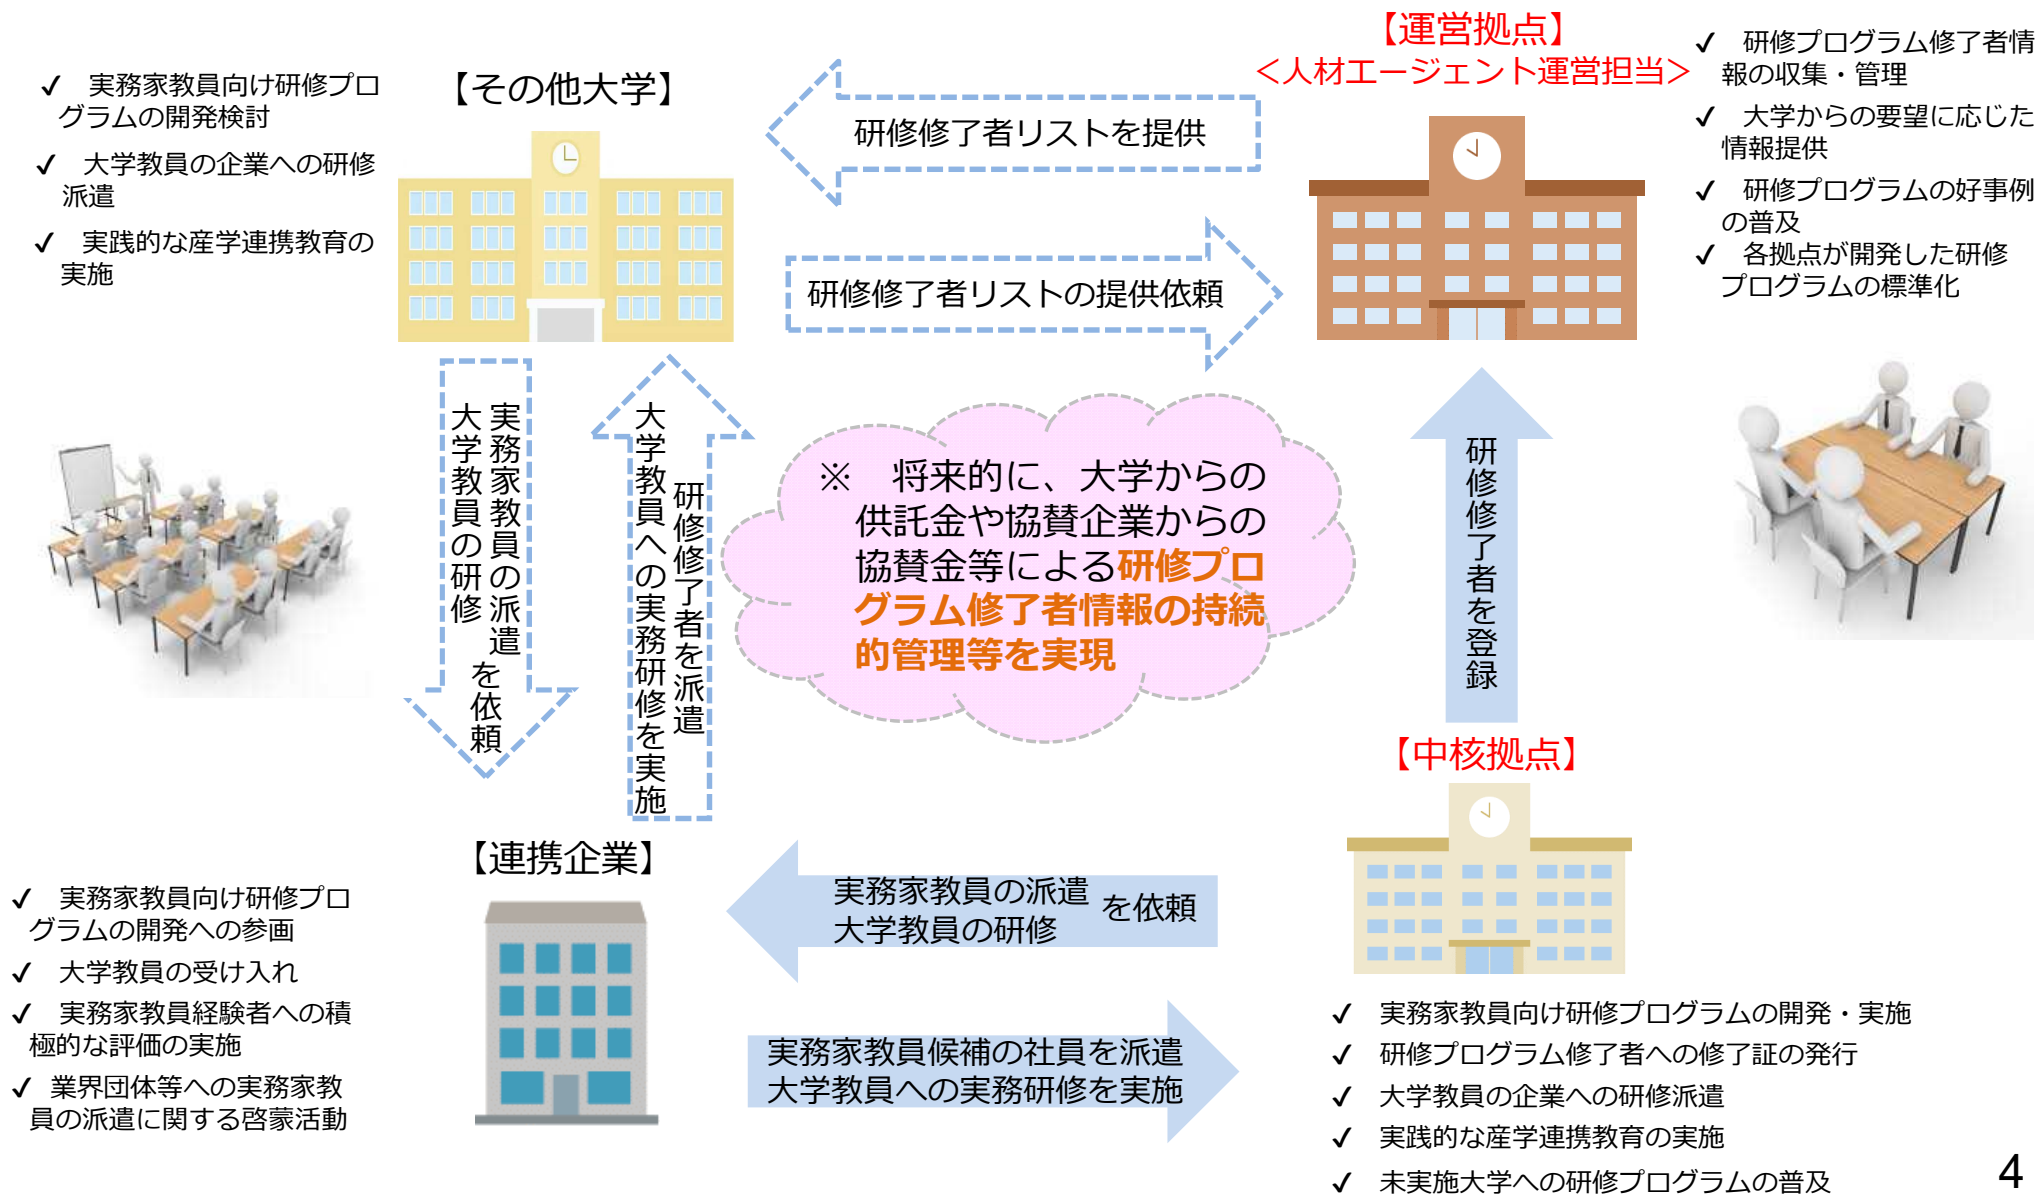 ✓ 実務家教員向け研修プロ
グラムの開発検討
✓ 大学教員の企業への研修
派遣
✓ 実践的な産学連携教育の
実施
【その他大学】
研修修了者リストを提供
研修修了者リストの提供依頼
【運営拠点】
<人材エージェント運営担当>
✓ 研修プログラム修了者情
報の収集・管理
✓ 大学からの要望に応じた
情報提供
✓ 研修プログラムの好事例
の普及
✓ 各拠点が開発した研修
プログラムの標準化
実務家教員の派遣
大学教員の研修
を依頼
研修修了者を派遣
大学教員への実務研修を実施
※ 将来的に、大学からの
供託金や協賛企業からの
協賛金等による研修プロ
グラム修了者情報の持続
的管理等を実現
研修修了者を登録
【中核拠点】
【連携企業】
✓ 実務家教員向け研修プロ
グラムの開発への参画
✓ 大学教員の受け入れ
✓ 実務家教員経験者への積
極的な評価の実施
✓ 業界団体等への実務家教
員の派遣に関する啓蒙活動
実務家教員の派遣
大学教員の研修
を依頼
実務家教員候補の社員を派遣
大学教員への実務研修を実施
✓ 実務家教員向け研修プログラムの開発・実施
✓ 研修プログラム修了者への修了証の発行
✓ 大学教員の企業への研修派遣
✓ 実践的な産学連携教育の実施
✓ 未実施大学への研修プログラムの普及
4